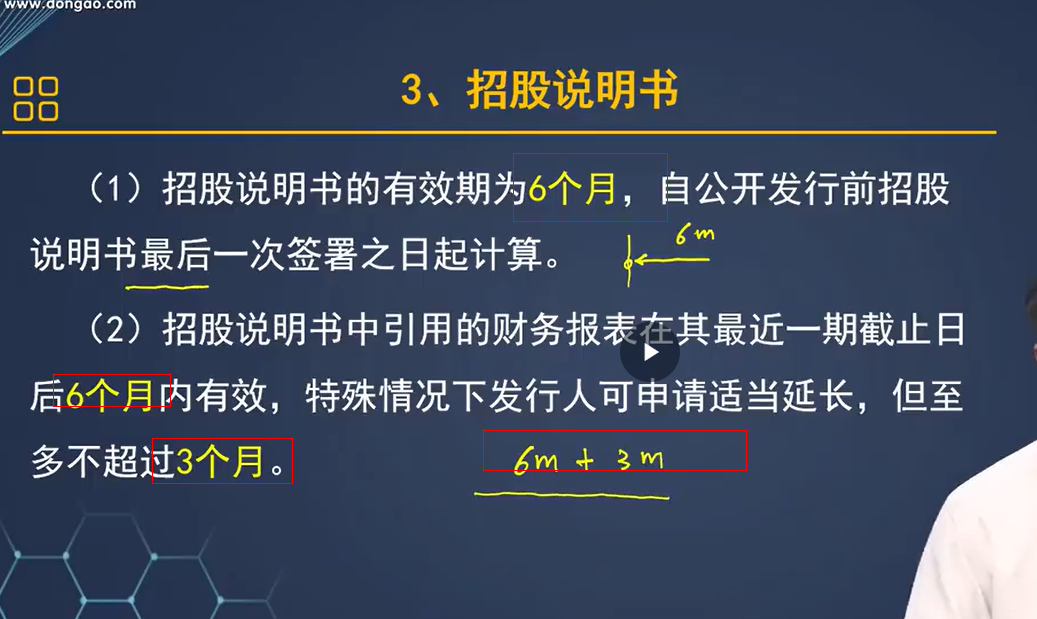 www.dongao.com
3、招股说明书
（1）招股说明书的有效期为6个月，自公开发行前招股
说明书最后一次签署之日起计算。
6m
（2）招股说明书中引用的财务报表在其最近一期截止日
后6个月内有效，特殊情况下发行人可申请适当延长，但至
多不超过3个月。
6m + 3m